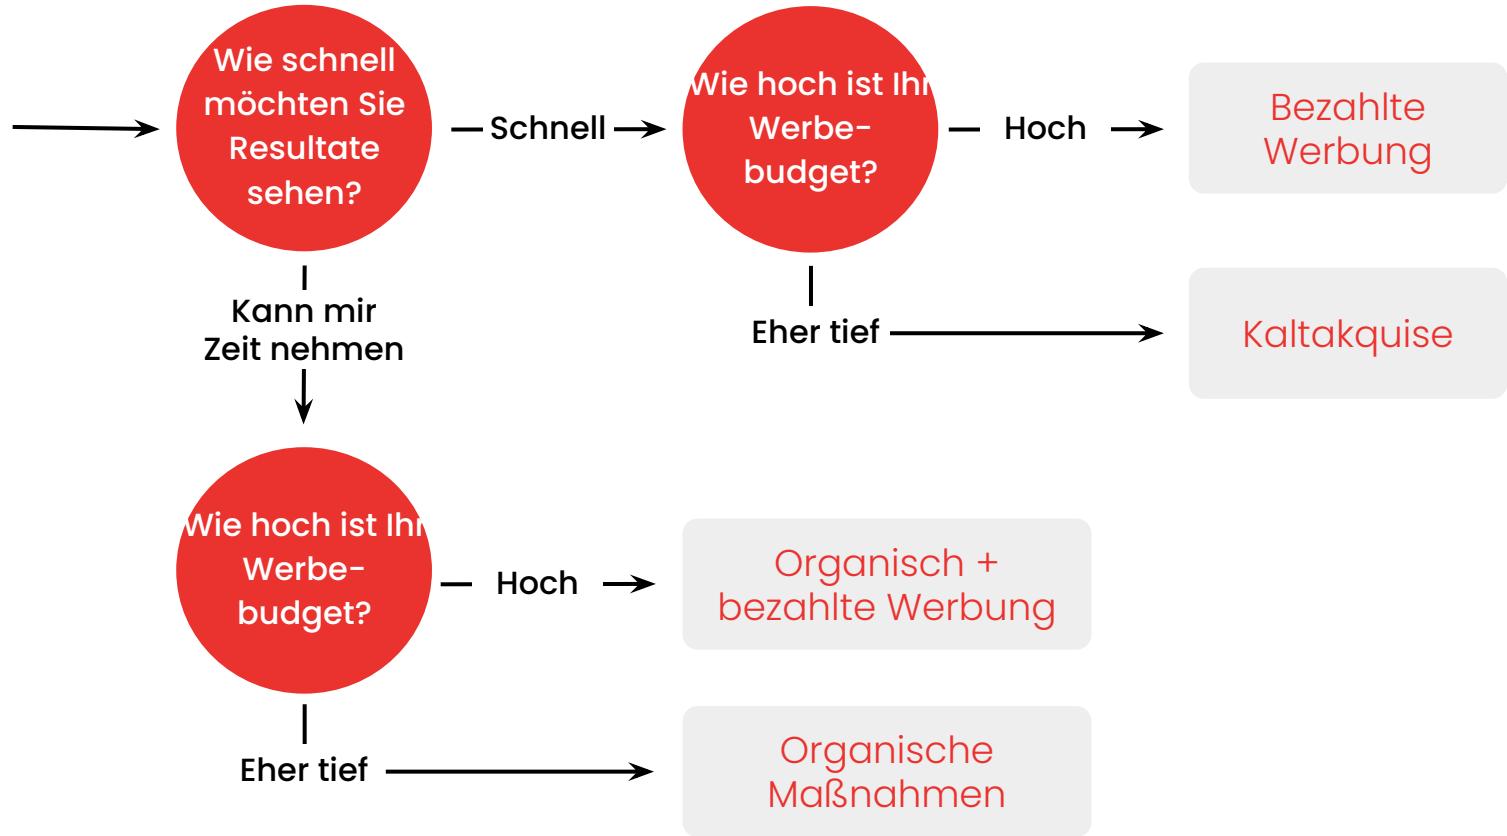 Wie schnell
möchten Sie
Resultate
sehen?
Schnell
Wie hoch ist Ihr
Werbe-
budget?
Hoch
Bezahlte
Werbung
Eher tief
Kaltakquise
Kann mir
Zeit nehmen
Wie hoch ist Ihr
Werbe-
budget?
Hoch
Organisch +
bezahlte Werbung
Eher tief
Organische
Maßnahmen